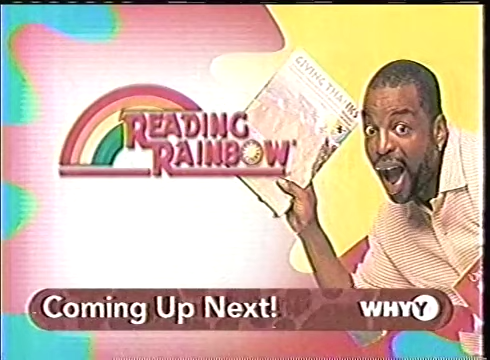 GIVING THANKS
READING
RAINBOW
Coming Up Next!
WHYY